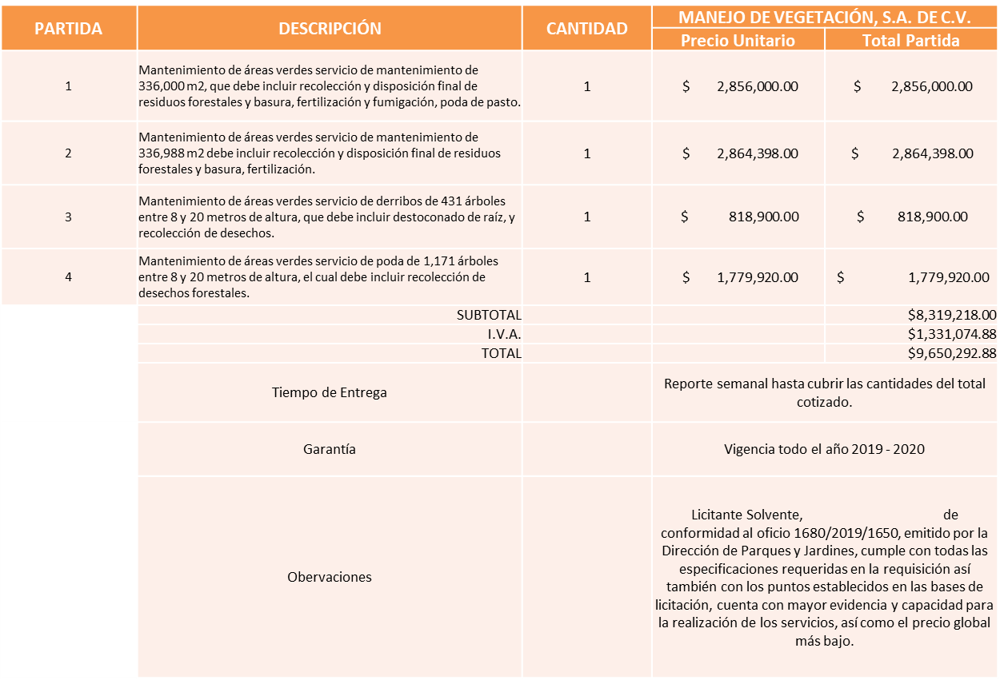 PARTIDA DESCRIPCIÓN CANTIDAD MANEJO DE VEGETACIÓN, S.A. DE C.V.
Precio Unitario Total Partida
1
Mantenimiento de áreas verdes servicio de mantenimiento de
336,000 m2, que debe incluir recolección y disposición final de
residuos forestales y basura, fertilización y fumigación, poda de pasto.
1 $ 2,856,000.00 $ 2,856,000.00
2
Mantenimiento de áreas verdes servicio de mantenimiento de
336,988 m2 debe incluir recolección y disposición final de residuos
forestales y basura, fertilización.
1 $ 2,864,398.00 $ 2,864,398.00
3
Mantenimiento de áreas verdes servicio de derribos de 431 árboles
entre 8 y 20 metros de altura, que debe incluir destoconado de raíz, y
recolección de desechos.
1 $ 818,900.00 $ 818,900.00
4
Mantenimiento de áreas verdes servicio de poda de 1,171 árboles
entre 8 y 20 metros de altura, el cual debe incluir recolección de
desechos forestales.
1 $ 1,779,920.00 $ 1,779,920.00
SUBTOTAL $8,319,218.00
I.V.A. $1,331,074.88
TOTAL $9,650,292.88
Tiempo de Entrega
Reporte semanal hasta cubrir las cantidades del total
cotizado.
Garantía
Vigencia todo el año 2019 - 2020
Obervaciones
Licitante Solvente, de
conformidad al oficio 1680/2019/1650, emitido por la
Dirección de Parques y Jardines, cumple con todas las
especificaciones requeridas en la requisición así
también con los puntos establecidos en las bases de
licitación, cuenta con mayor evidencia y capacidad para
la realización de los servicios, así como el precio global
más bajo.